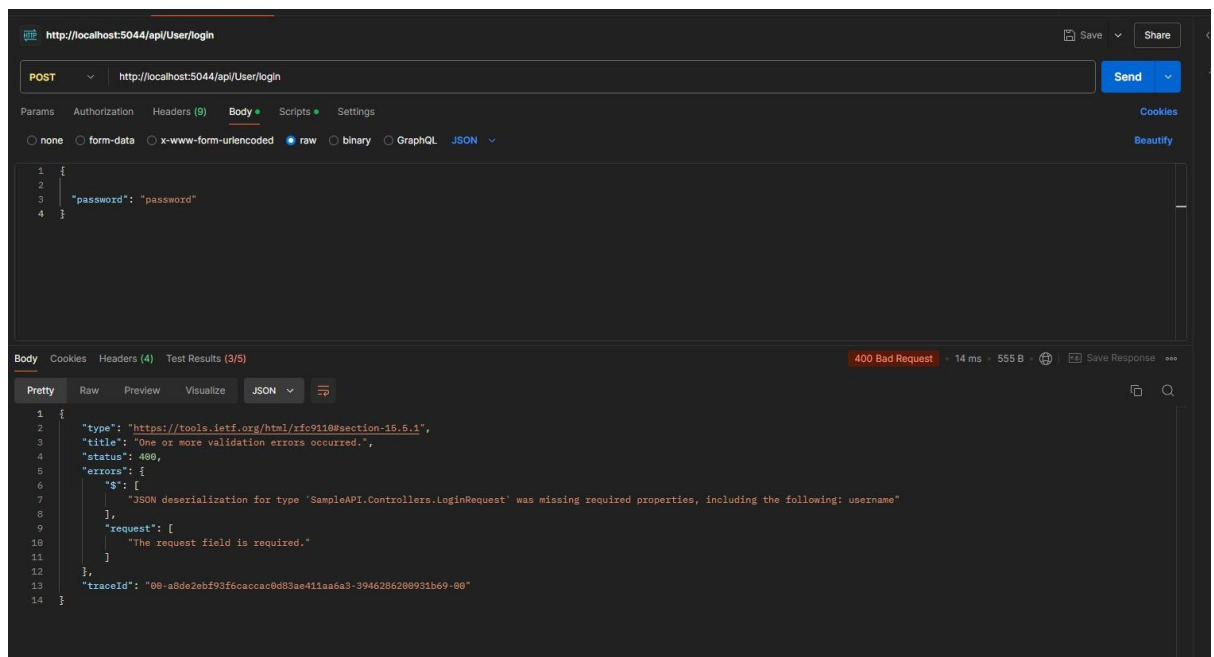 HTTP http://localhost:5044/api/User/login Save Share
POST http://localhost:5044/api/User/login Send
Params Authorization Headers (9) Body Scripts Settings Cookies
none form-data x-www-form-urlencoded raw binary GraphQL JSON Beautify
1 {
2
3 "password": "password"
4 }
Body Cookies Headers (4) Test Results (3/5) 400 Bad Request 14 ms 555 B Save Response
Pretty Raw Preview Visualize JSON
1 {
2 "type": "https://tools.ietf.org/html/rfc9110#section-15.5.1",
3 "title": "One or more validation errors occurred.",
4 "status": 400,
5 "errors": {
6 "$": [
7 "JSON deserialization for type 'SampleAPI.Controllers.LoginRequest' was missing required properties, including the following: username"
8 ],
9 "request": [
10 "The request field is required."
11 ]
12 },
13 "traceId": "00-a8de2ebf93f6caccac0d83ae411aa6a3-3946286200931b69-00"
14 }